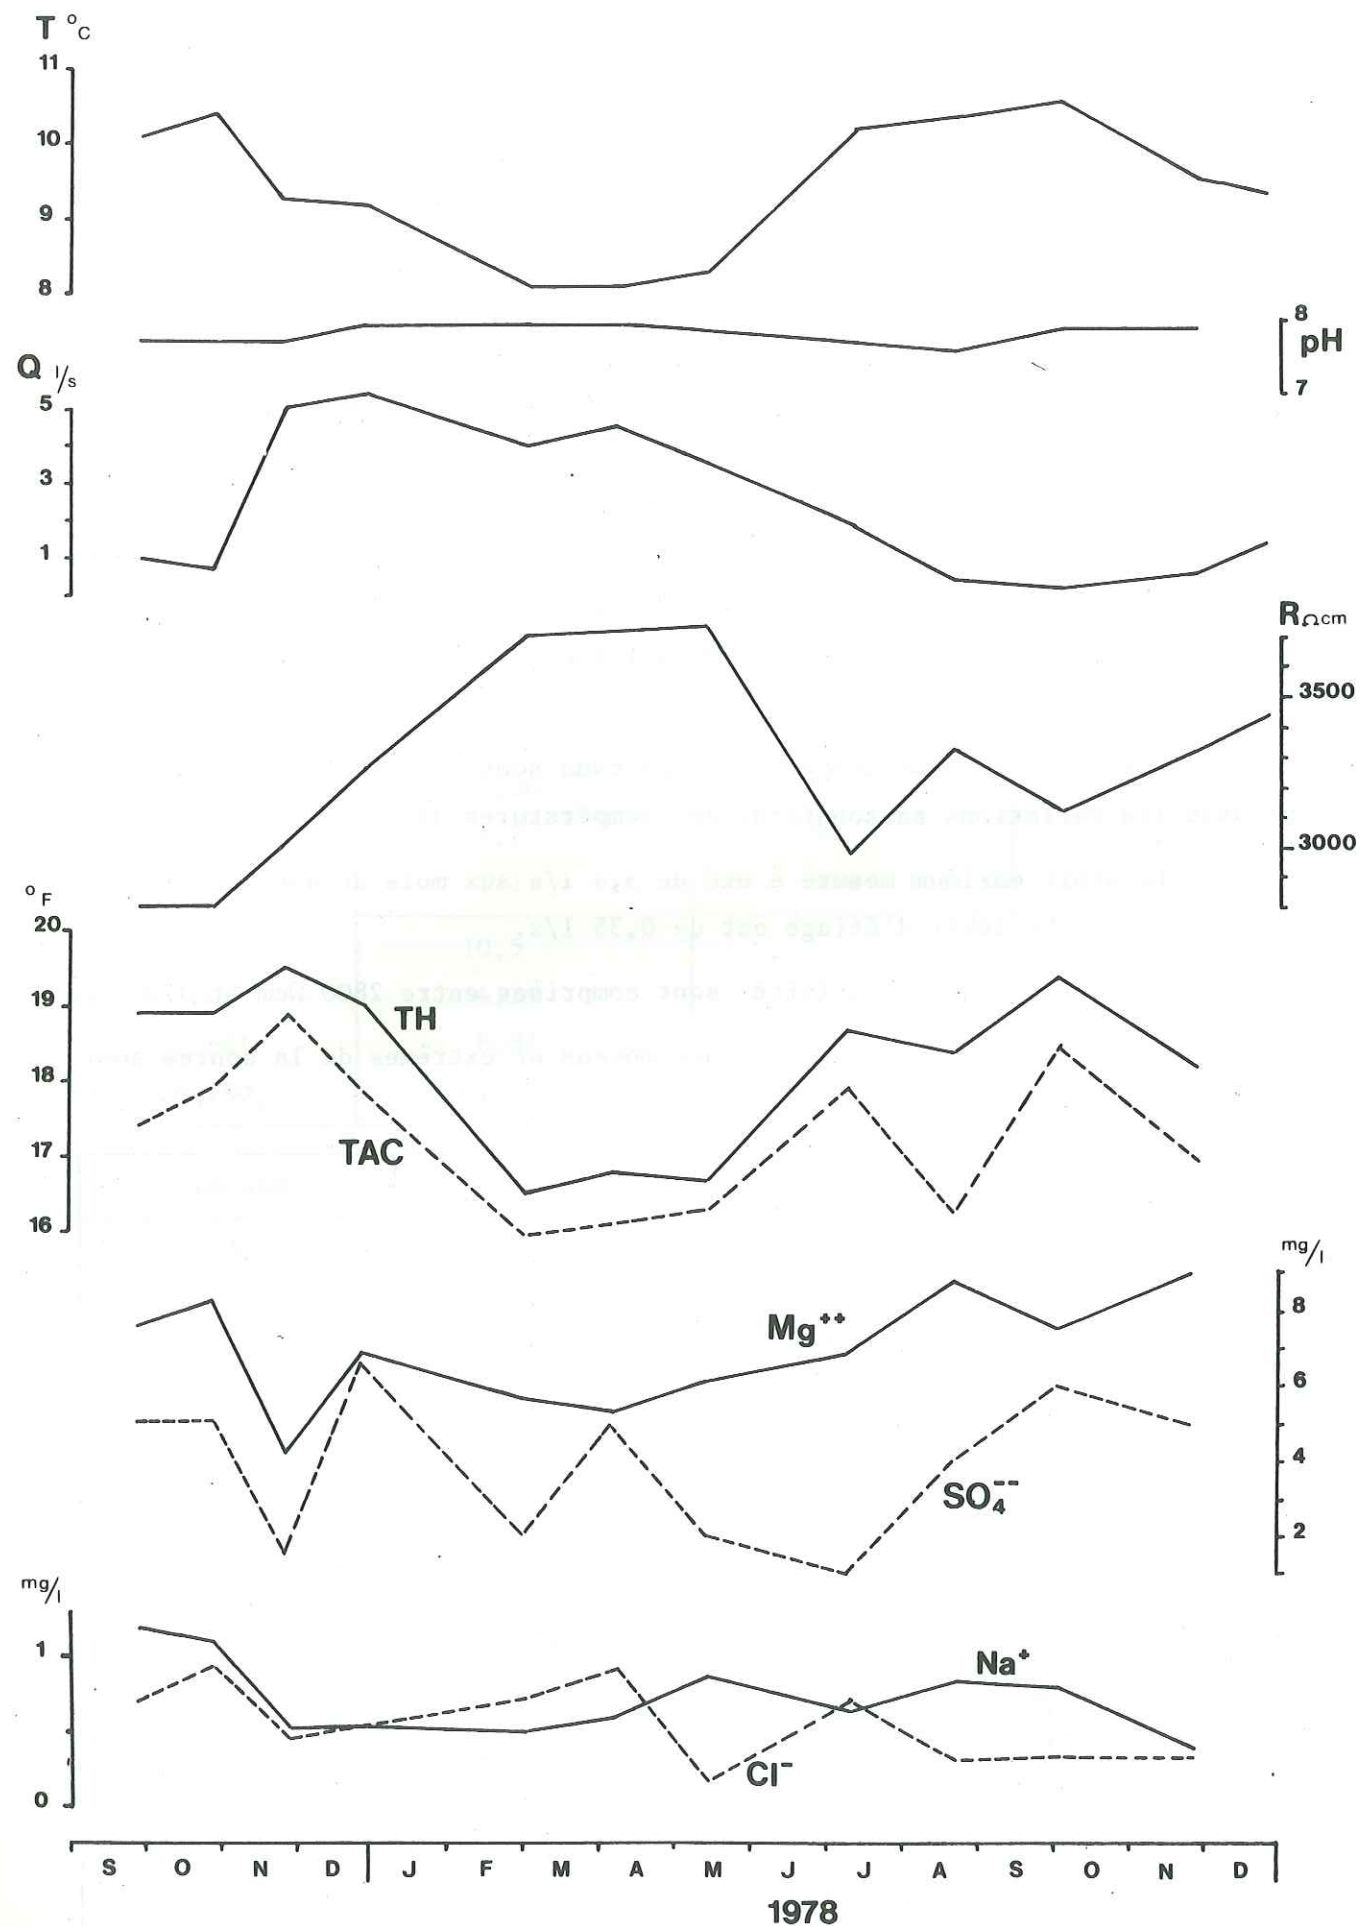 T °C
11
10
9
8
8
pH
7
Q l/s
5
3
1
R Ωcm
3500
3000
°F
20
19
18
17
16
TH
TAC
mg/l
8
6
4
2
Mg⁺⁺
SO₄⁻⁻
mg/l
1
0
Na⁺
Cl⁻
S O N D J F M A M J J A S O N D
1978